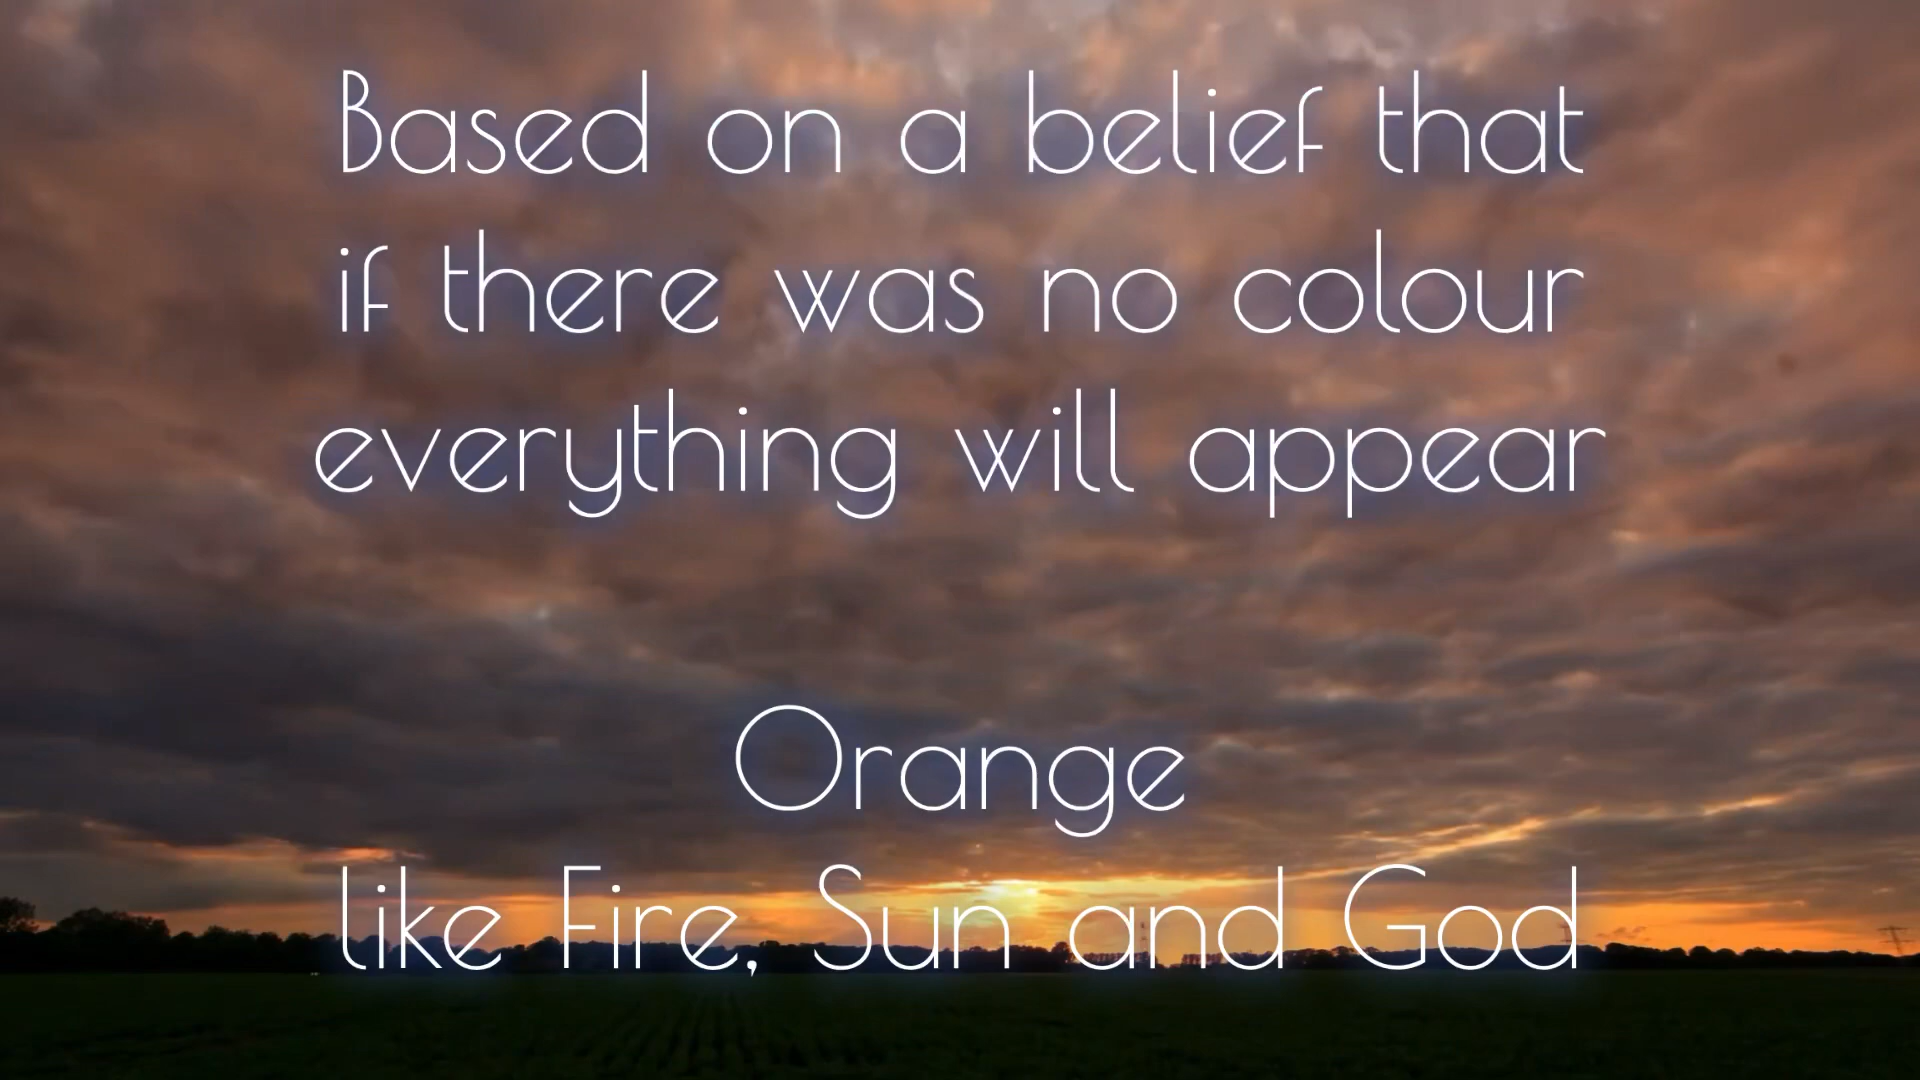 Based on a belief that
if there was no colour
everything will appear
Orange
like Fire, Sun and God